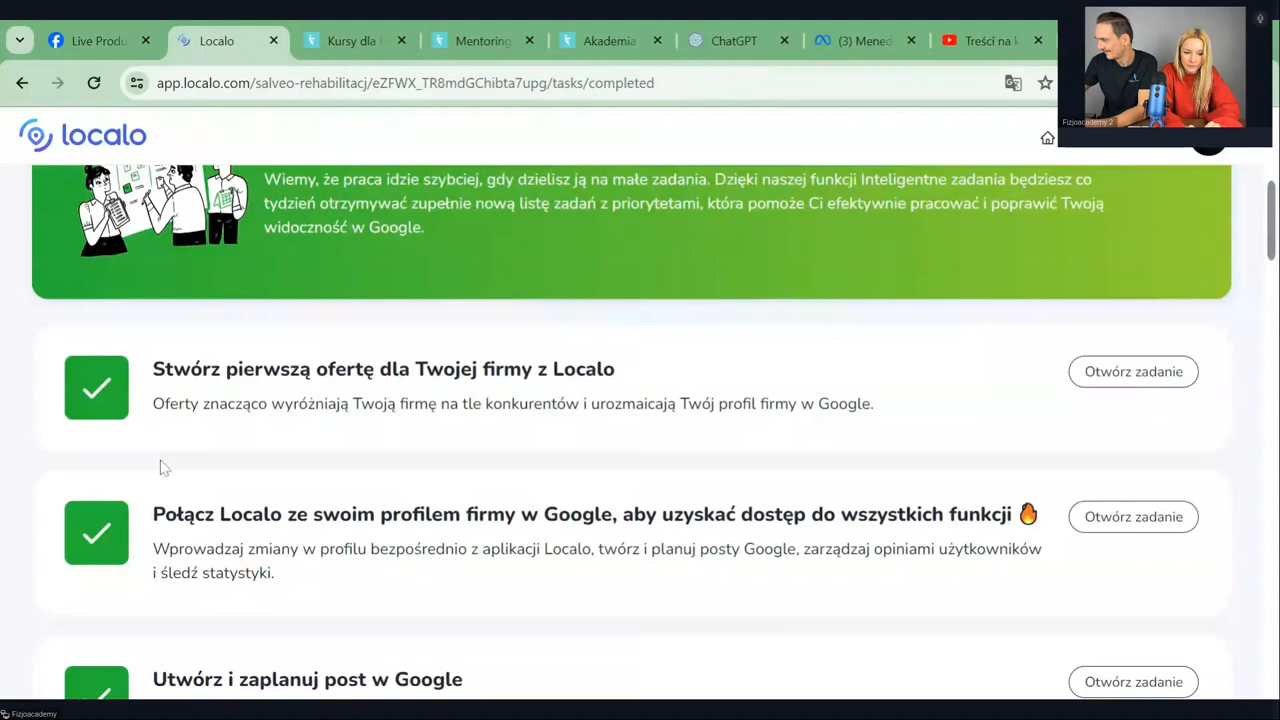 Live Produ
Localo
Kursy dla f
Mentoring
Akademia
ChatGPT
(3) Mened
Treści na k
app.localo.com/salveo-rehabilitacj/eZFWX_TR8mdGChibta7upg/tasks/completed
Fizjoacademy 2
localo
Wiemy, że praca idzie szybciej, gdy dzielisz ją na małe zadania. Dzięki naszej funkcji Inteligentne zadania będziesz co
tydzień otrzymywać zupełnie nową listę zadań z priorytetami, która pomoże Ci efektywnie pracować i poprawić Twoją
widoczność w Google.
Stwórz pierwszą ofertę dla Twojej firmy z Localo
Otwórz zadanie
Oferty znacząco wyróżniają Twoją firmę na tle konkurentów i urozmaicają Twój profil firmy w Google.
Połącz Localo ze swoim profilem firmy w Google, aby uzyskać dostęp do wszystkich funkcji 🔥
Otwórz zadanie
Wprowadzaj zmiany w profilu bezpośrednio z aplikacji Localo, twórz i planuj posty Google, zarządzaj opiniami użytkowników
i śledź statystyki.
Utwórz i zaplanuj post w Google
Otwórz zadanie
Fizjoacademy